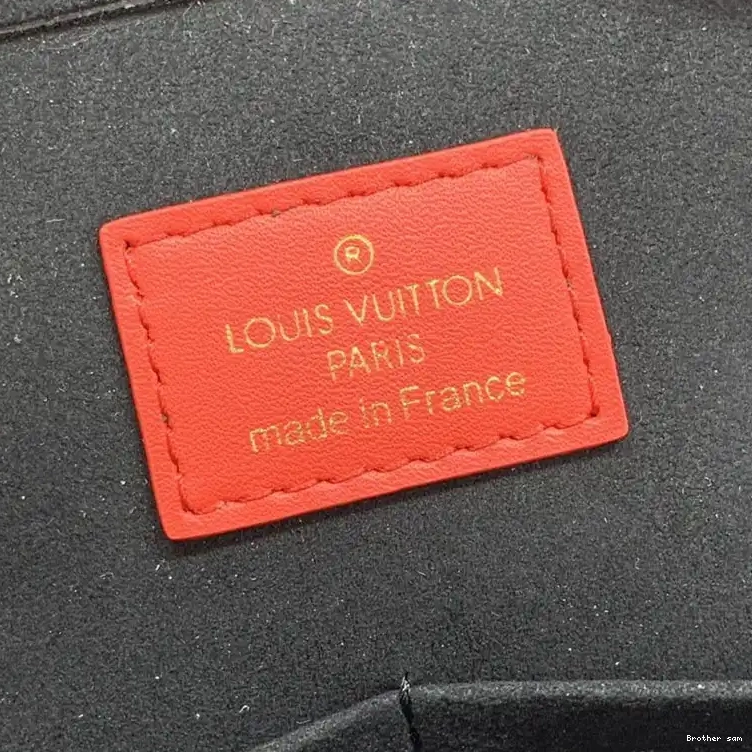 ®
LOUIS VUITTON
PARIS
made in France
Brother sam